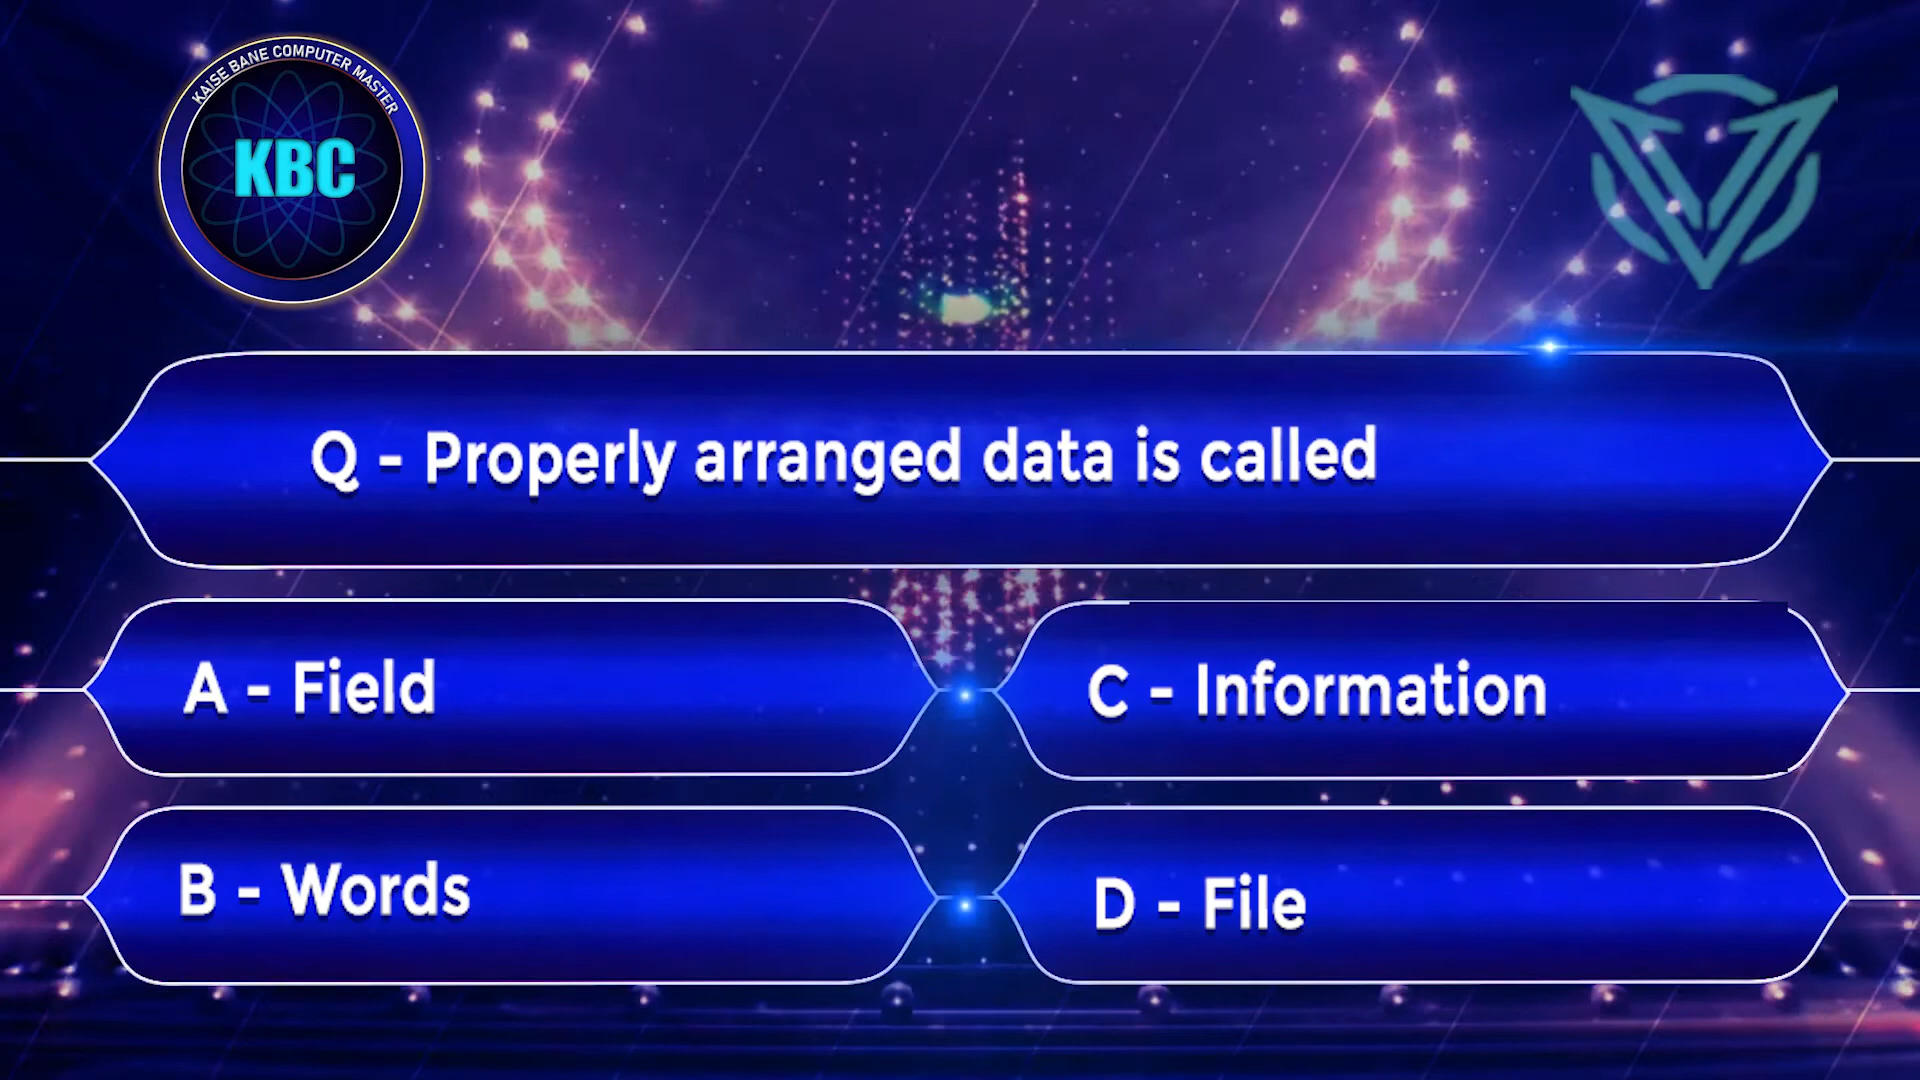 KAISE BANE COMPUTER MASTER
KBC
Q - Properly arranged data is called
A - Field
C - Information
B - Words
D - File